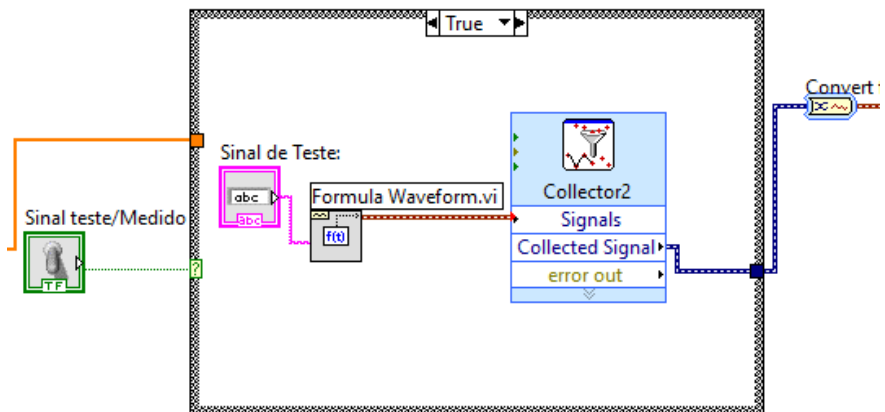 True
Convert
Sinal de Teste:
abc
abc
Formula Waveform.vi
f(t)
Collector2
Signals
Collected Signal
error out
Sinal teste/Medido
TF
?